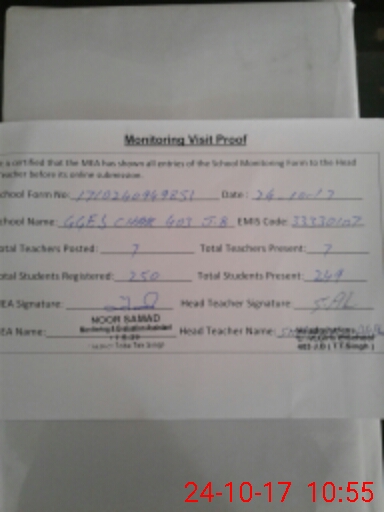 Monitoring Visit Proof
is certified that the MEA has shown all entries of the School Monitoring Form to the Head
Teacher before its online submission.
School Form No: 1710240969851 Date: 24.10.17
School Name: GGES CHAK 403 J.B EMIS Code: 33330107
Total Teachers Posted: 7 Total Teachers Present: 7
Total Students Registered: 250 Total Students Present: 249
MEA Signature: Head Teacher Signature:
NOOR SAMAD
MEA Name: Head Teacher Name:
24-10-17 10:55